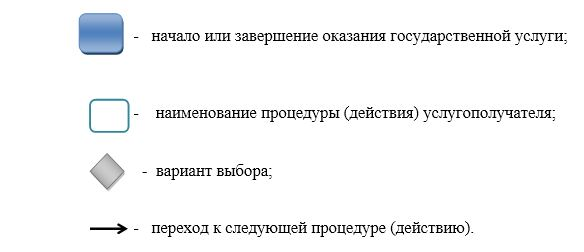 - начало или завершение оказания государственной услуги;
- наименование процедуры (действия) услугополучателя;
- вариант выбора;
- переход к следующей процедуре (действию).